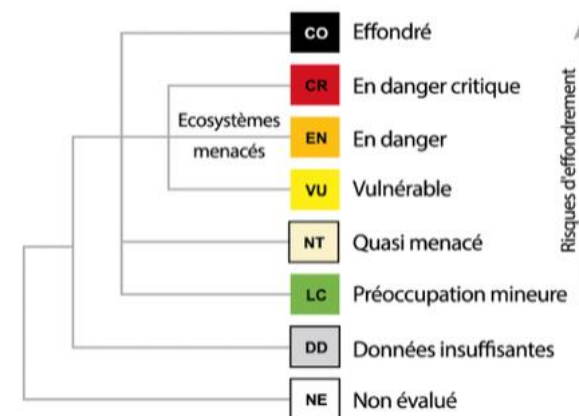 CO Effondré
CR En danger critique
Ecosystèmes
menacés
EN En danger
VU Vulnérable
NT Quasi menacé
LC Préoccupation mineure
DD Données insuffisantes
NE Non évalué
Risques d'effondrement